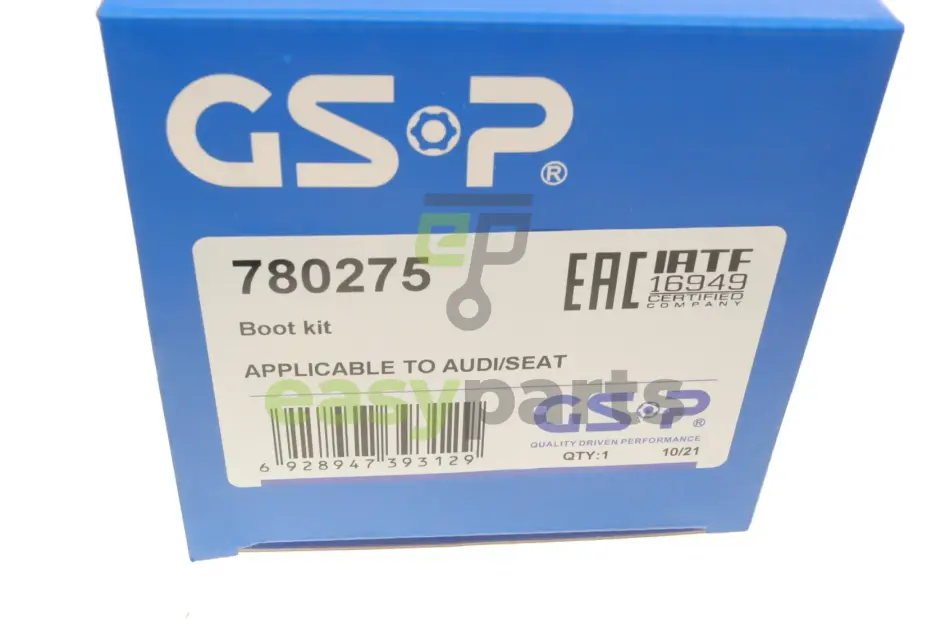 GSP®
780275
EAC
IATF
16949
CERTIFIED
COMPANY
Boot kit
APPLICABLE TO AUDI/SEAT
GSP®
QUALITY DRIVEN PERFORMANCE
QTY:1 10/21
6 928947 393129
ep
easyparts